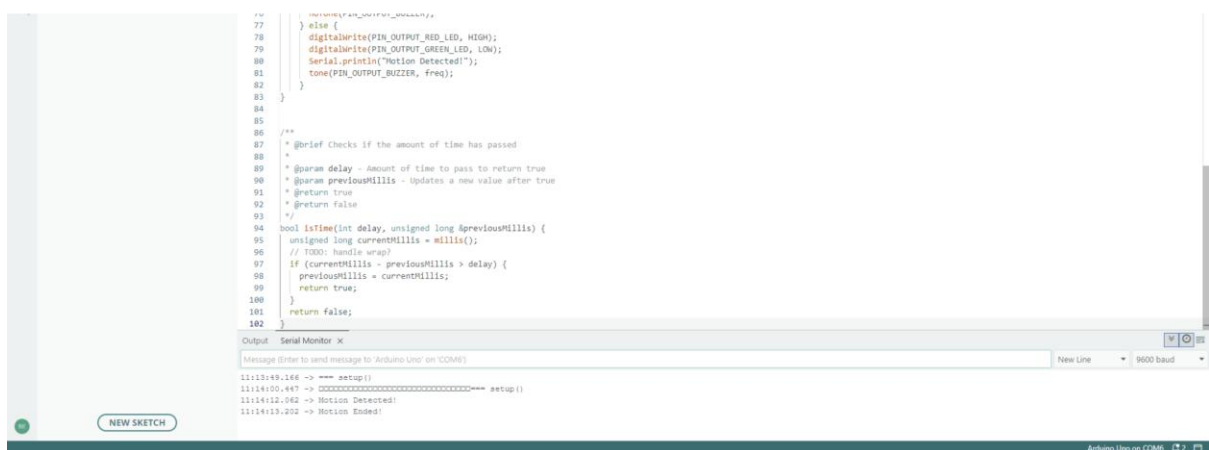 77 } else {
78 digitalWrite(PIN_OUTPUT_RED_LED, HIGH);
79 digitalWrite(PIN_OUTPUT_GREEN_LED, LOW);
80 Serial.println("Motion Detected!");
81 tone(PIN_OUTPUT_BUZZER, freq);
82 }
83 }
84
85
86 /**
87 * @brief Checks if the amount of time has passed
88 *
89 * @param delay - Amount of time to pass to return true
90 * @param previousMillis - Updates a new value after true
91 * @return true
92 * @return false
93 */
94 bool isTime(int delay, unsigned long &previousMillis) {
95 unsigned long currentMillis = millis();
96 // TODO: handle wrap?
97 if (currentMillis - previousMillis > delay) {
98 previousMillis = currentMillis;
99 return true;
100 }
101 return false;
102 }
Output Serial Monitor ×
Message (Enter to send message to 'Arduino Uno' on 'COM6')
New Line 9600 baud
11:13:49.166 -> === setup()
11:14:00.447 -> □□□□□□□□□□□□□□□□□□□□□□□□□□□□□□□=== setup()
11:14:12.062 -> Motion Detected!
11:14:13.202 -> Motion Ended!
NEW SKETCH
Arduino Uno on COM6 2